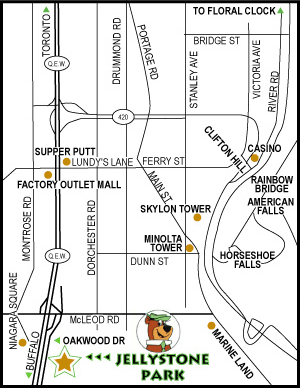 TO FLORAL CLOCK
TORONTO
Q.E.W.
DRUMMOND RD
PORTAGE RD
BRIDGE ST
STANLEY AVE
VICTORIA AVE
RIVER RD
420
SUPER PUTT
LUNDY'S LANE
FERRY ST
CLIFTON HILL
CASINO
FACTORY OUTLET MALL
MAIN ST
RAINBOW
BRIDGE
AMERICAN
FALLS
SKYLON TOWER
MONTROSE RD
DORCHESTER RD
MINOLTA
TOWER
Q.E.W.
DUNN ST
HORSESHOE
FALLS
NIAGARA SQUARE
McLEOD RD
BUFFALO
OAKWOOD DR
MARINE LAND
JELLYSTONE
PARK